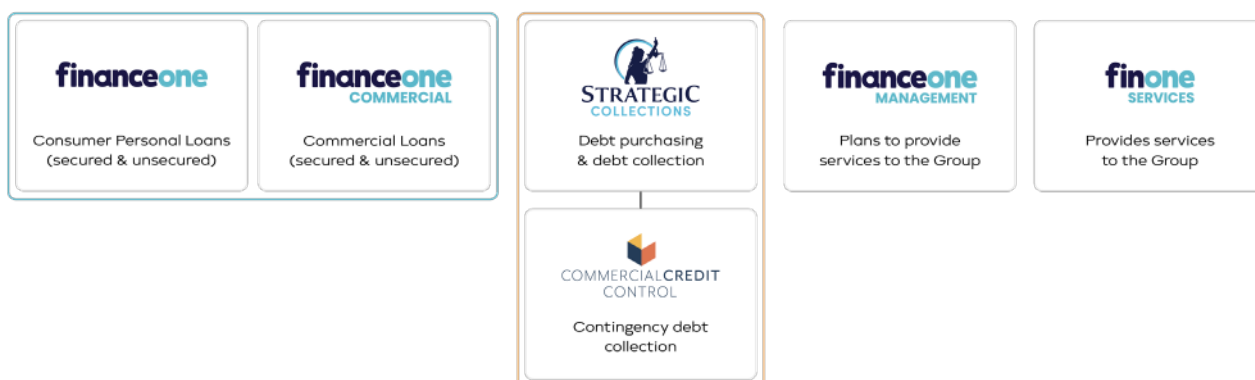 financeone
Consumer Personal Loans
(secured & unsecured)
financeone
COMMERCIAL
Commercial Loans
(secured & unsecured)
STRATEGIC
COLLECTIONS
Debt purchasing
& debt collection
COMMERCIALCREDIT
CONTROL
Contingency debt
collection
financeone
MANAGEMENT
Plans to provide
services to the Group
finone
SERVICES
Provides services
to the Group